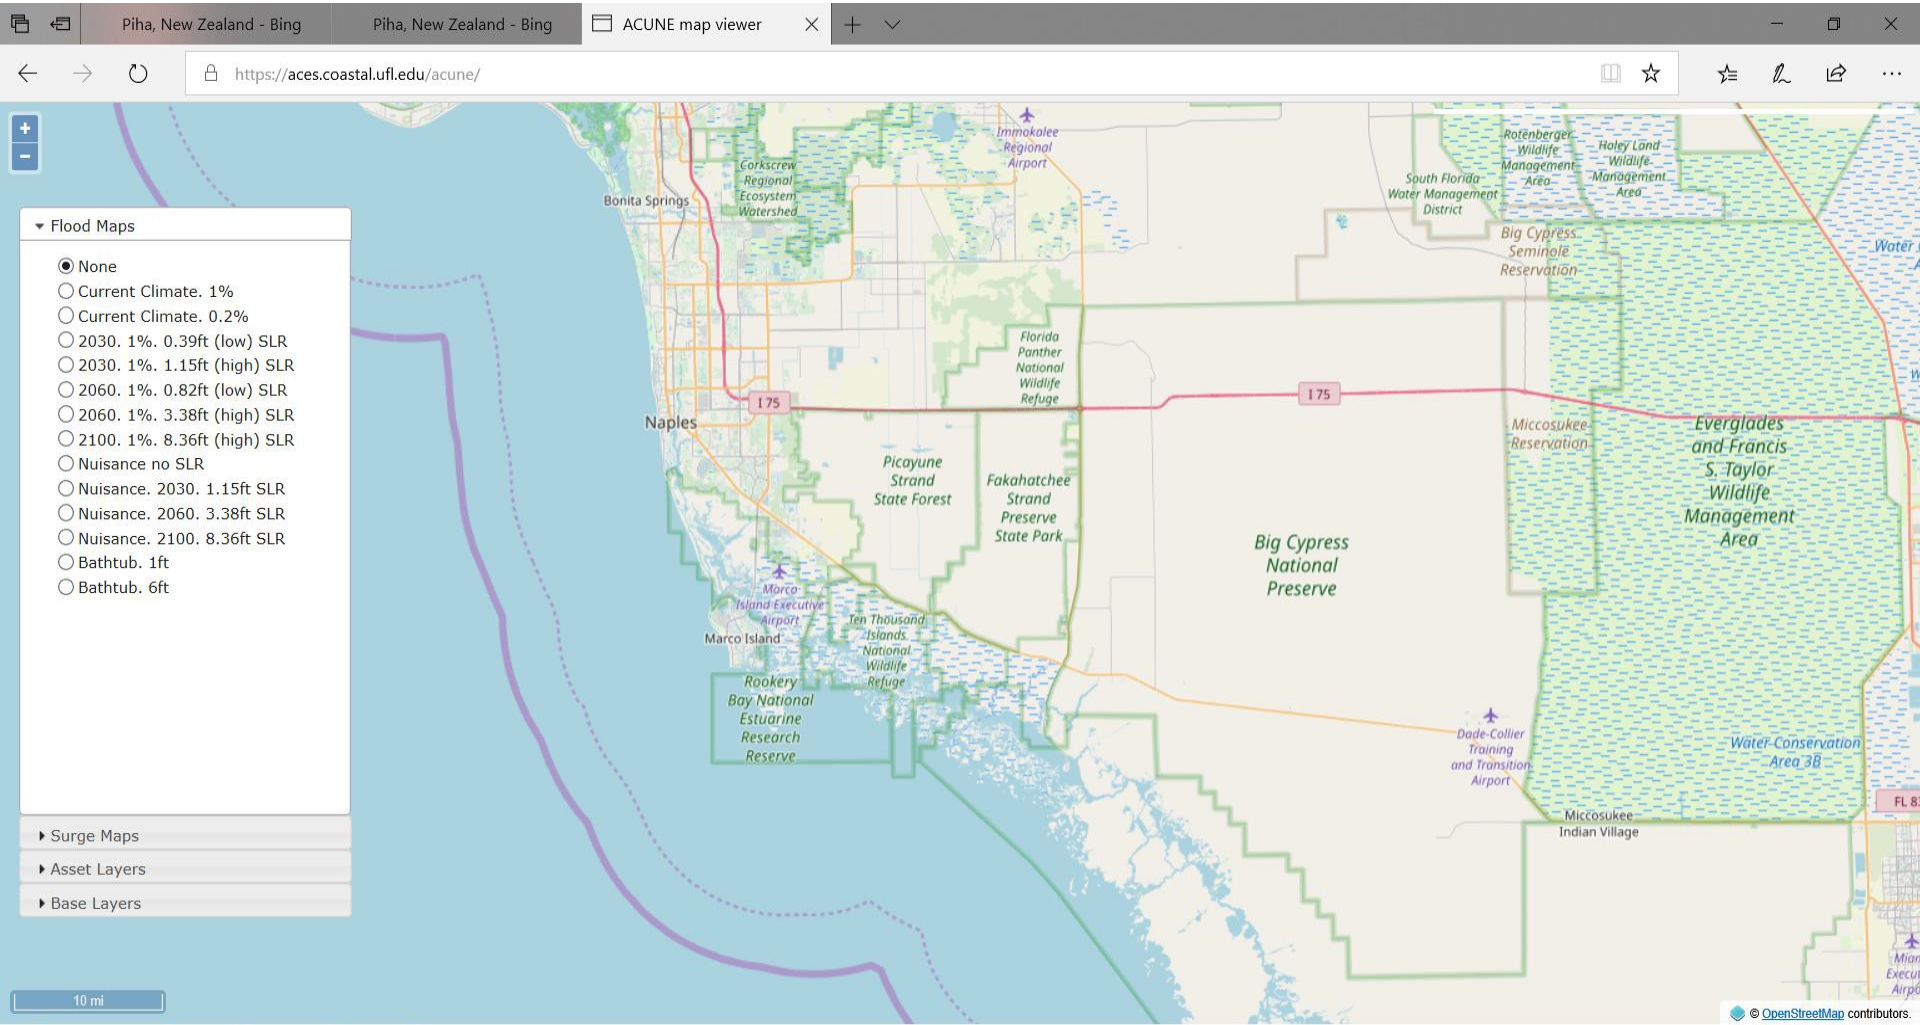 Piha, New Zealand - Bing
Piha, New Zealand - Bing
ACUNE map viewer
https://aces.coastal.ufl.edu/acune/
+
-
Flood Maps
None
Current Climate. 1%
Current Climate. 0.2%
2030. 1%. 0.39ft (low) SLR
2030. 1%. 1.15ft (high) SLR
2060. 1%. 0.82ft (low) SLR
2060. 1%. 3.38ft (high) SLR
2100. 1%. 8.36ft (high) SLR
Nuisance no SLR
Nuisance. 2030. 1.15ft SLR
Nuisance. 2060. 3.38ft SLR
Nuisance. 2100. 8.36ft SLR
Bathtub. 1ft
Bathtub. 6ft
Surge Maps
Asset Layers
Base Layers
10 mi
Immokalee
Regional
Airport
Corkscrew
Regional
Ecosystem
Watershed
Bonita Springs
Rotenberger
Wildlife
Management
Area
Holey Land
Wildlife
Management
Area
South Florida
Water Management
District
Big Cypress
Seminole
Reservation
Water
Florida
Panther
National
Wildlife
Refuge
I 75
I 75
Naples
Miccosukee
Reservation
Everglades
and Francis
S. Taylor
Wildlife
Management
Area
Picayune
Strand
State Forest
Fakahatchee
Strand
Preserve
State Park
Big Cypress
National
Preserve
Marco
Island Executive
Airport
Marco Island
Ten Thousand
Islands
National
Wildlife
Refuge
Rookery
Bay National
Estuarine
Research
Reserve
Dade-Collier
Training
and Transition
Airport
Water Conservation
Area 3B
FL 8
Miccosukee
Indian Village
Miam
Execu
Airpo
© OpenStreetMap contributors.